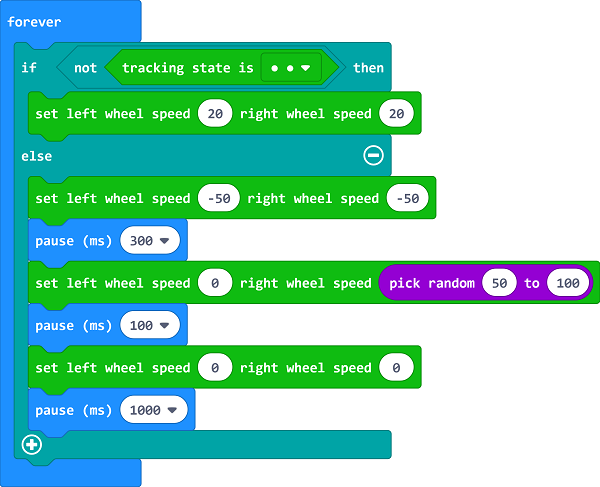 forever
if not tracking state is ● ● then
set left wheel speed 20 right wheel speed 20
else
set left wheel speed -50 right wheel speed -50
pause (ms) 300
set left wheel speed 0 right wheel speed pick random 50 to 100
pause (ms) 100
set left wheel speed 0 right wheel speed 0
pause (ms) 1000